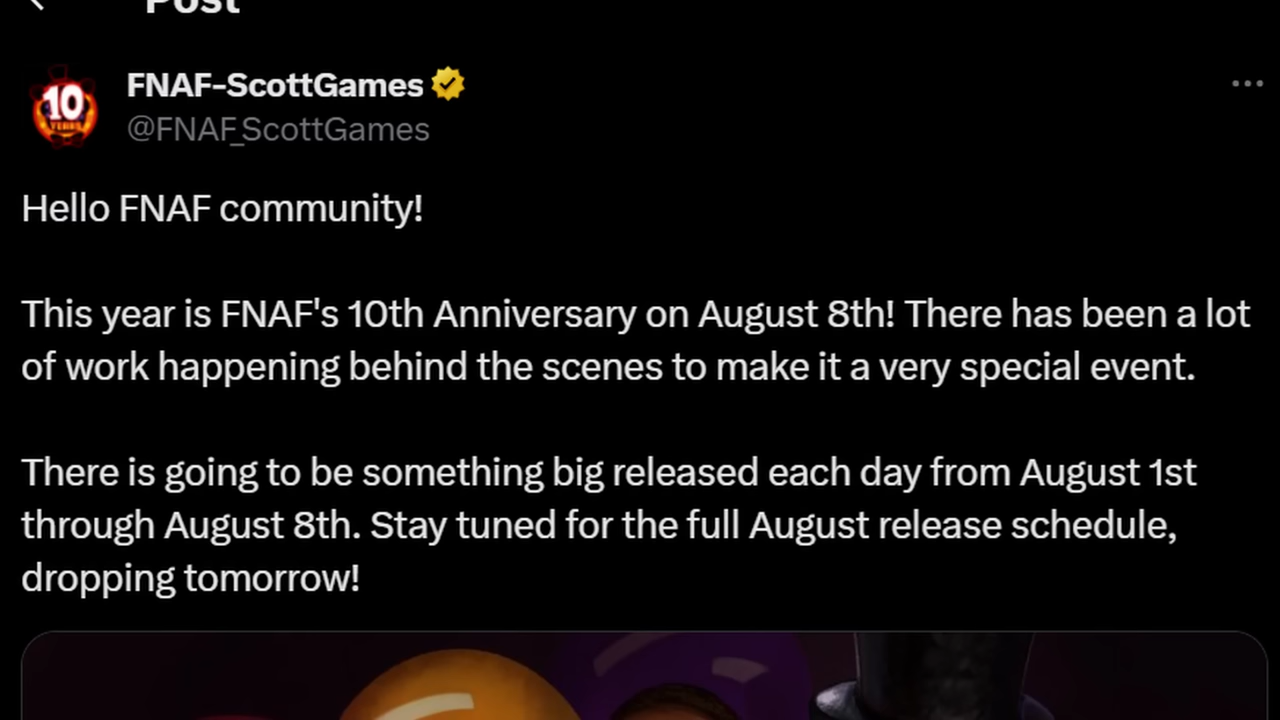 Post
FNAF-ScottGames
10
YEARS
@FNAF_ScottGames
Hello FNAF community!
This year is FNAF's 10th Anniversary on August 8th! There has been a lot
of work happening behind the scenes to make it a very special event.
There is going to be something big released each day from August 1st
through August 8th. Stay tuned for the full August release schedule,
dropping tomorrow!